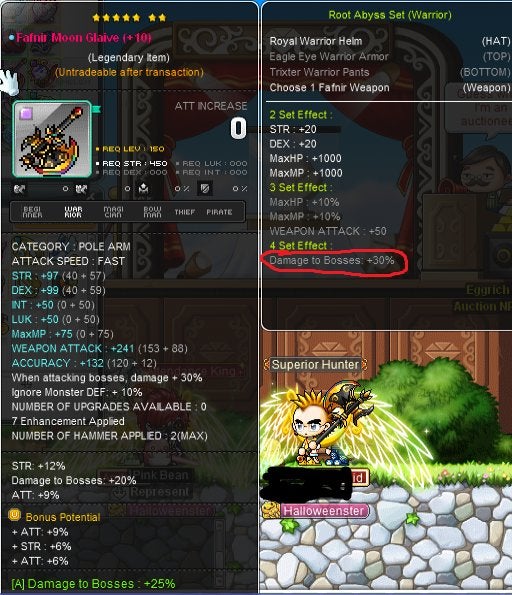 Fafnir Moon Glaive (+10)
(Legendary item)
(Untradeable after transaction)
ATT INCREASE
0
REQ LEV : 150
REQ STR : 450
REQ LUK : 000
REQ DEX : 000
REQ INT : 000
0
0
0 %
0 %
BEGINNER
WARRIOR
MAGICIAN
BOWMAN
THIEF
PIRATE
CATEGORY : POLE ARM
ATTACK SPEED : FAST
STR : +97 (40 + 57)
DEX : +99 (40 + 59)
INT : +50 (0 + 50)
LUK : +50 (0 + 50)
MaxMP : +75 (0 + 75)
WEAPON ATTACK : +241 (153 + 88)
ACCURACY : +132 (120 + 12)
When attacking bosses, damage + 30%
Ignore Monster DEF: + 10%
NUMBER OF UPGRADES AVAILABLE : 0
7 Enhancement Applied
NUMBER OF HAMMER APPLIED : 2(MAX)
STR: +12%
Damage to Bosses: +20%
ATT: +9%
Bonus Potential
+ ATT: +9%
+ STR : +6%
+ ATT: +6%
[A] Damage to Bosses : +25%
Pink Bean
Represent
Halloweenster
Root Abyss Set (Warrior)
Royal Warrior Helm (HAT)
Eagle Eye Warrior Armor (TOP)
Trixter Warrior Pants (BOTTOM)
Choose 1 Fafnir Weapon (Weapon)
2 Set Effect :
STR : +20
DEX : +20
MaxHP : +1000
MaxMP : +1000
3 Set Effect :
MaxHP : +10%
MaxMP : +10%
WEAPON ATTACK : +50
4 Set Effect :
Damage to Bosses: +30%
I'm an
auctionee
Eggrich
Auction NP
Superior Hunter
id
Halloweenster